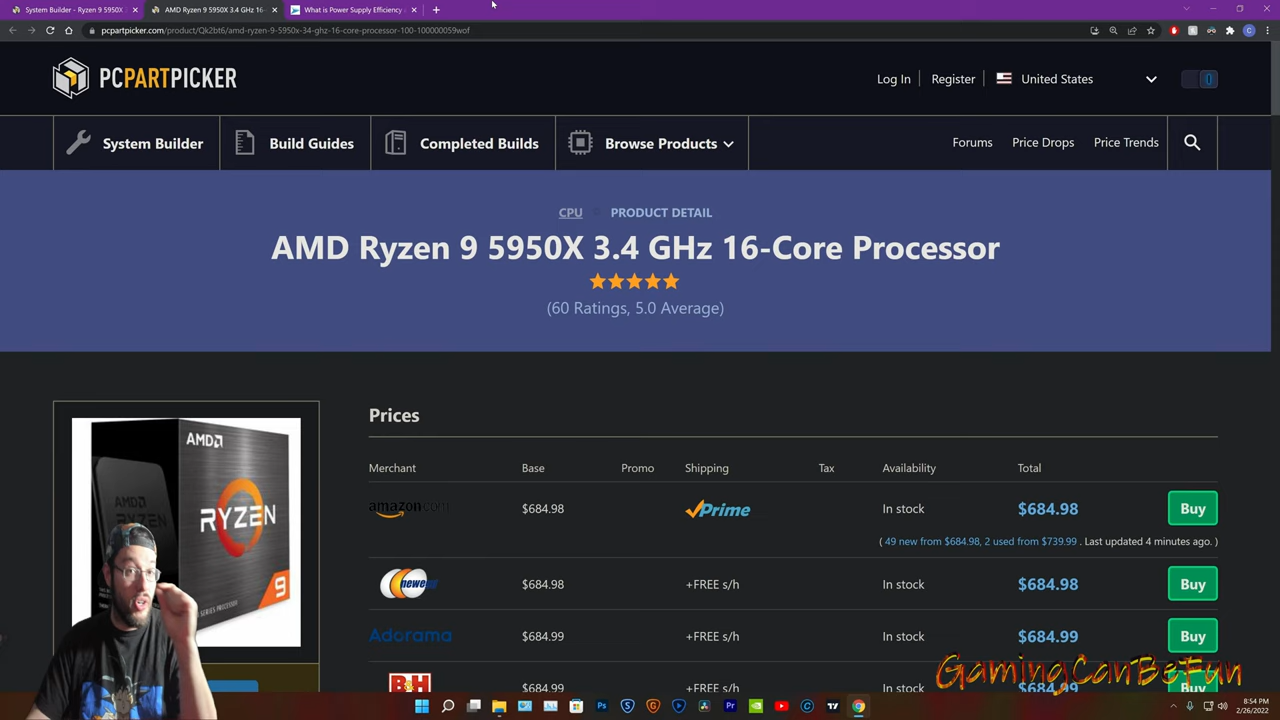 System Builder - Ryzen 9 5950X
AMD Ryzen 9 5950X 3.4 GHz 16-
What is Power Supply Efficiency
pcpartpicker.com/product/Qk2bt6/amd-ryzen-9-5950x-34-ghz-16-core-processor-100-100000059wof
PCPARTPICKER
Log In
Register
United States
System Builder
Build Guides
Completed Builds
Browse Products
Forums
Price Drops
Price Trends
CPU
PRODUCT DETAIL
AMD Ryzen 9 5950X 3.4 GHz 16-Core Processor
(60 Ratings, 5.0 Average)
AMD
RYZEN
9
Prices
Merchant Base Promo Shipping Tax Availability Total
amazon.com $684.98 Prime In stock $684.98 Buy
( 49 new from $684.98, 2 used from $739.99 . Last updated 4 minutes ago. )
newegg $684.98 +FREE s/h In stock $684.98 Buy
Adorama $684.99 +FREE s/h In stock $684.99 Buy
B&H $684.99 +FREE s/h In stock $684.99 Buy
GamingCanBeFun
8:54 PM
2/26/2022